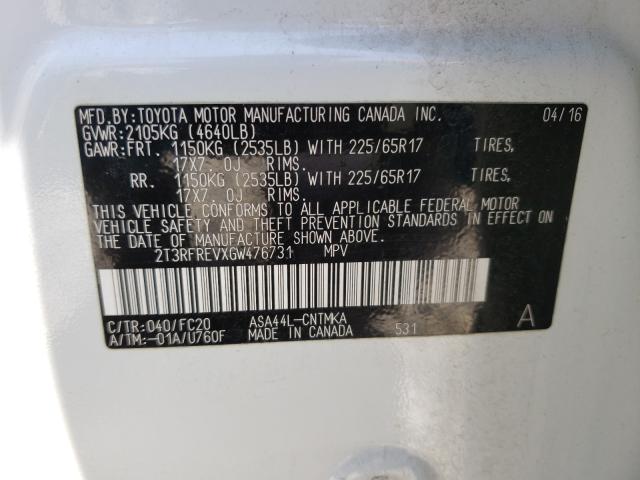 MFD.BY:TOYOTA MOTOR MANUFACTURING CANADA INC. 04/16
GVWR:2105KG (4640LB)
GAWR:FRT. 1150KG (2535LB) WITH 225/65R17 TIRES,
17X7. 0J RIMS.
RR. 1150KG (2535LB) WITH 225/65R17 TIRES,
17X7. 0J RIMS.
THIS VEHICLE CONFORMS TO ALL APPLICABLE FEDERAL MOTOR
VEHICLE SAFETY AND THEFT PREVENTION STANDARDS IN EFFECT ON
THE DATE OF MANUFACTURE SHOWN ABOVE.
2T3RFREVXGW476731 MPV
C/TR:040/FC20 ASA44L-CNTMKA A
A/TM:-01A/U760F MADE IN CANADA 531